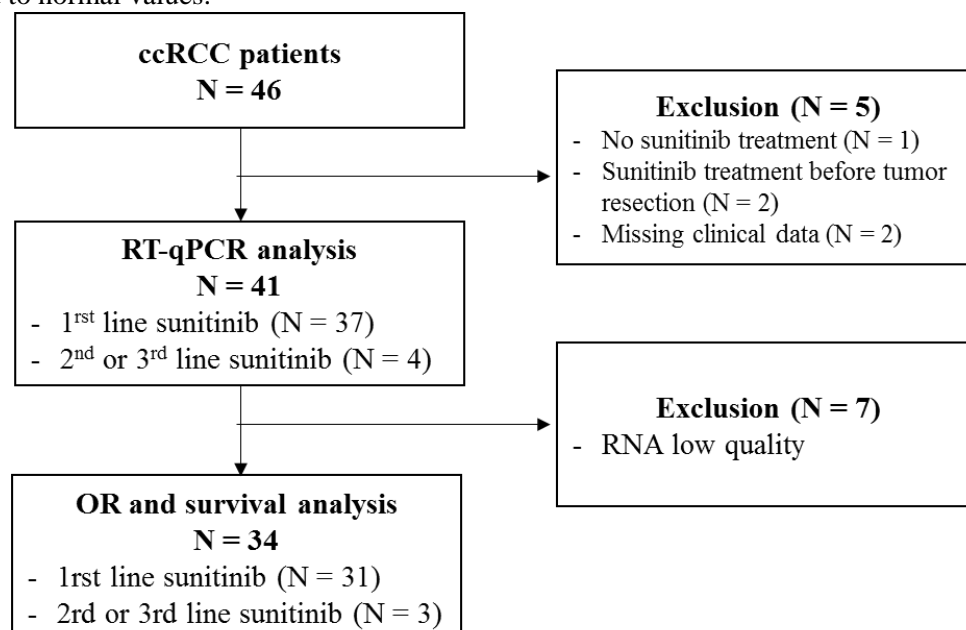 to normal values.
ccRCC patients
N = 46
Exclusion (N = 5)
- No sunitinib treatment (N = 1)
- Sunitinib treatment before tumor
resection (N = 2)
- Missing clinical data (N = 2)
RT-qPCR analysis
N = 41
- 1rst line sunitinib (N = 37)
- 2nd or 3rd line sunitinib (N = 4)
Exclusion (N = 7)
- RNA low quality
OR and survival analysis
N = 34
- 1rst line sunitinib (N = 31)
- 2rd or 3rd line sunitinib (N = 3)